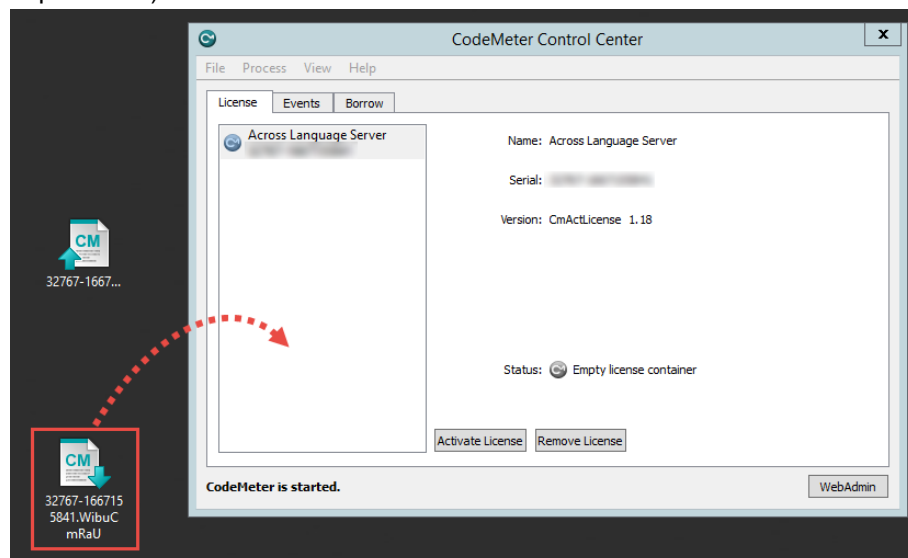 CodeMeter Control Center
x
File Process View Help
License Events Borrow
Across Language Server
Name: Across Language Server
Serial:
Version: CmActLicense 1.18
CM
32767-1667...
Status: Empty license container
Activate License Remove License
CM
32767-166715
5841.WibuC
mRaU
CodeMeter is started.
WebAdmin